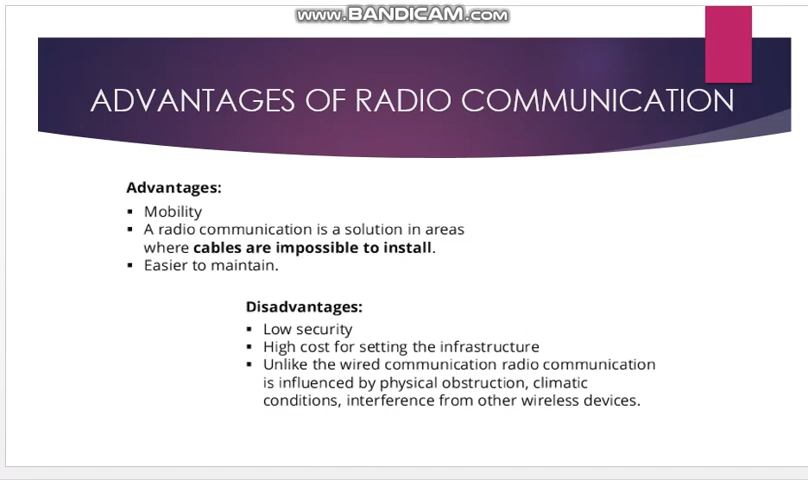 www.BANDICAM.com
ADVANTAGES OF RADIO COMMUNICATION
Advantages:
▪ Mobility
▪ A radio communication is a solution in areas
where cables are impossible to install.
▪ Easier to maintain.
Disadvantages:
▪ Low security
▪ High cost for setting the infrastructure
▪ Unlike the wired communication radio communication
is influenced by physical obstruction, climatic
conditions, interference from other wireless devices.